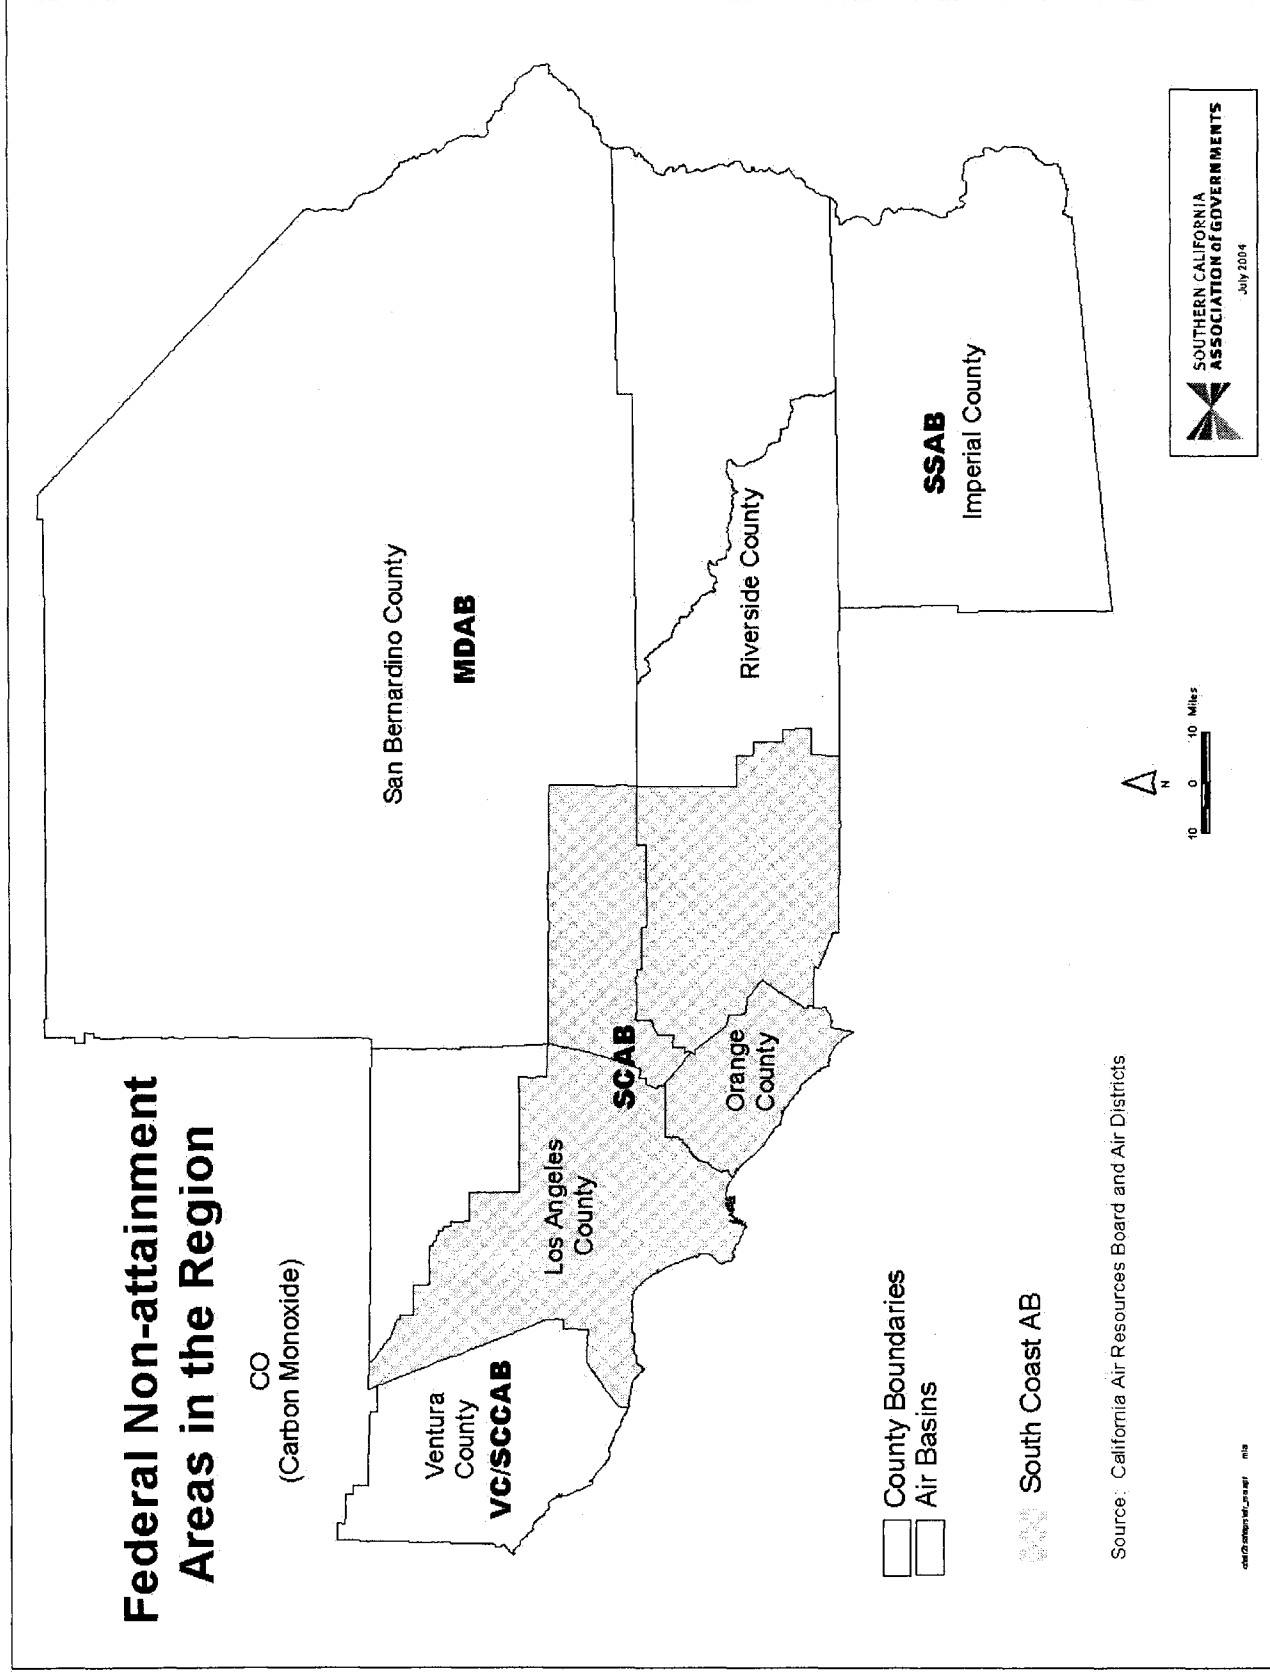 Federal Non-attainment
Areas in the Region
CO
(Carbon Monoxide)
San Bernardino County
MDAB
Ventura
County
VC/SCCAB
Los Angeles
County
SCAB
Orange
County
Riverside County
SSAB
Imperial County
County Boundaries
Air Basins
South Coast AB
Source: California Air Resources Board and Air Districts
N
10 0 10 Miles
SOUTHERN CALIFORNIA
ASSOCIATION of GOVERNMENTS
July 2004